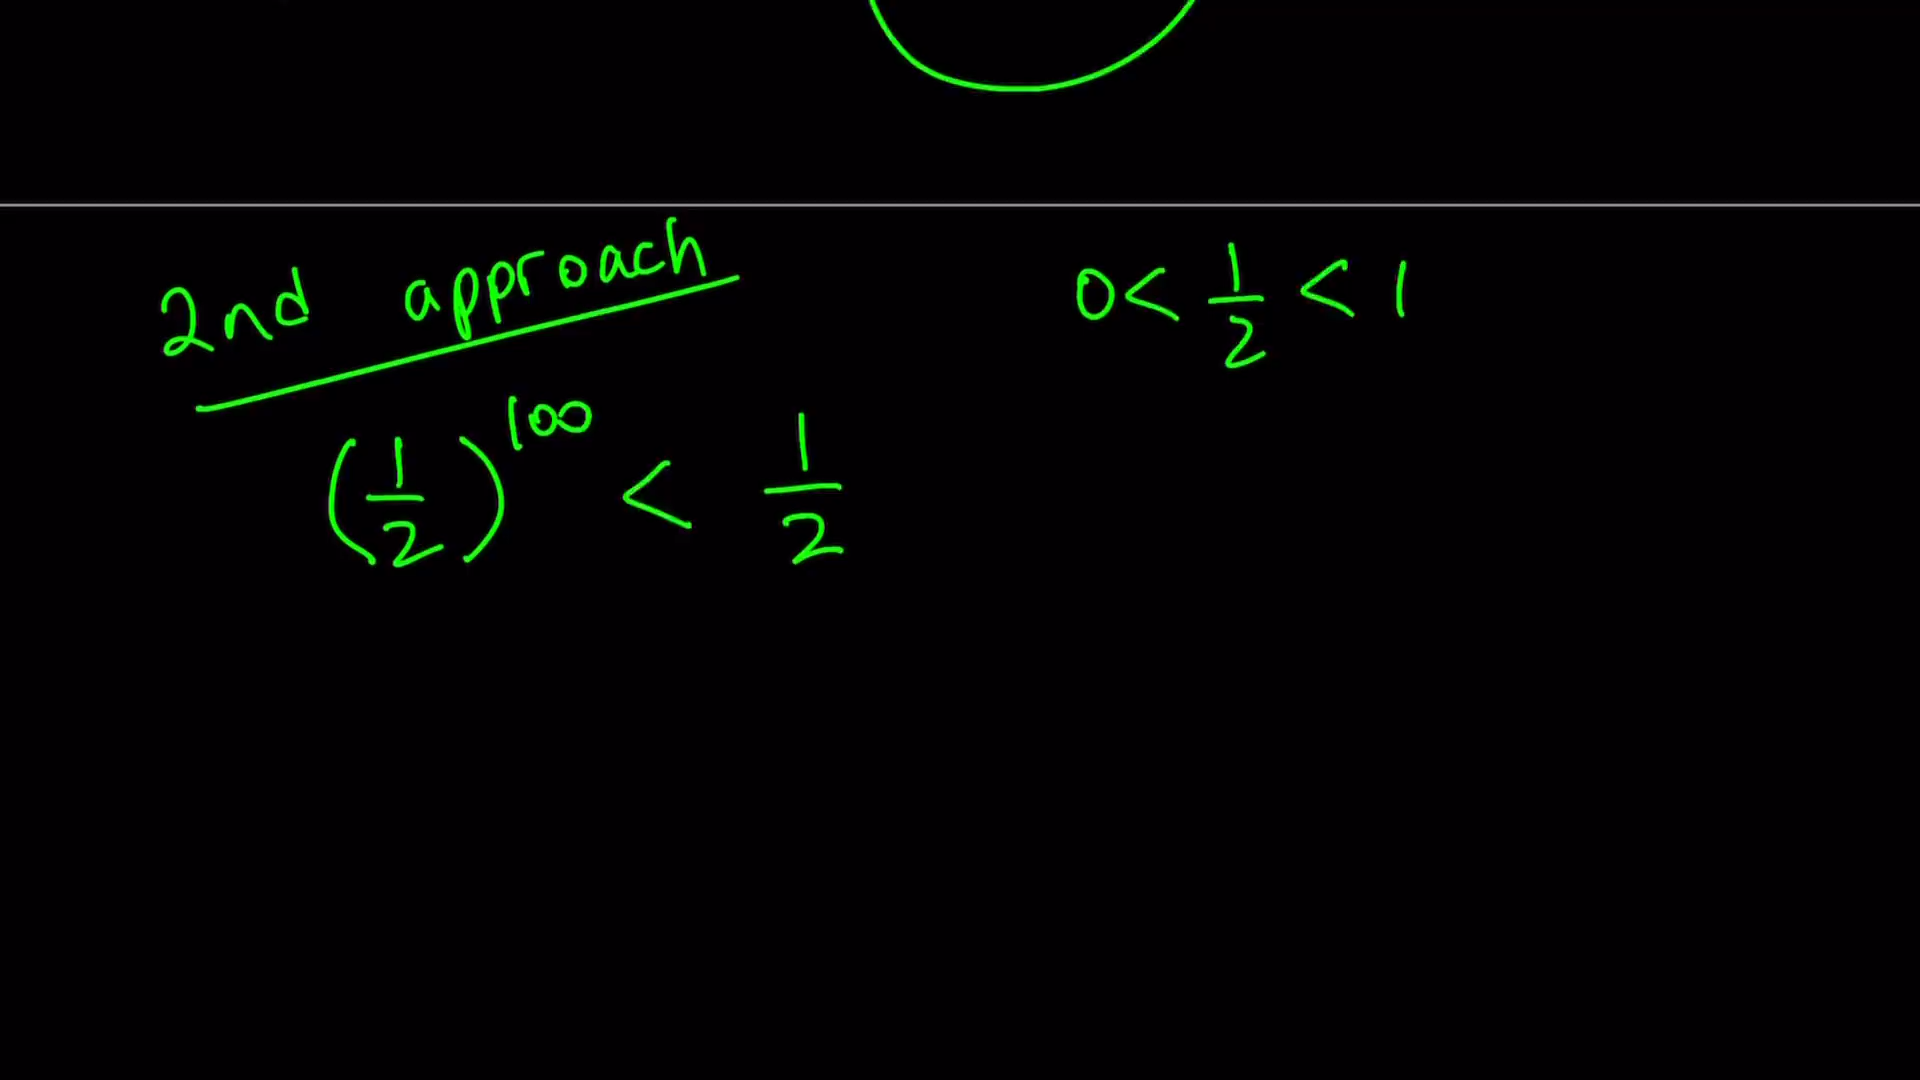 2nd approach
0 < 1/2 < 1
(1/2)^100 < 1/2